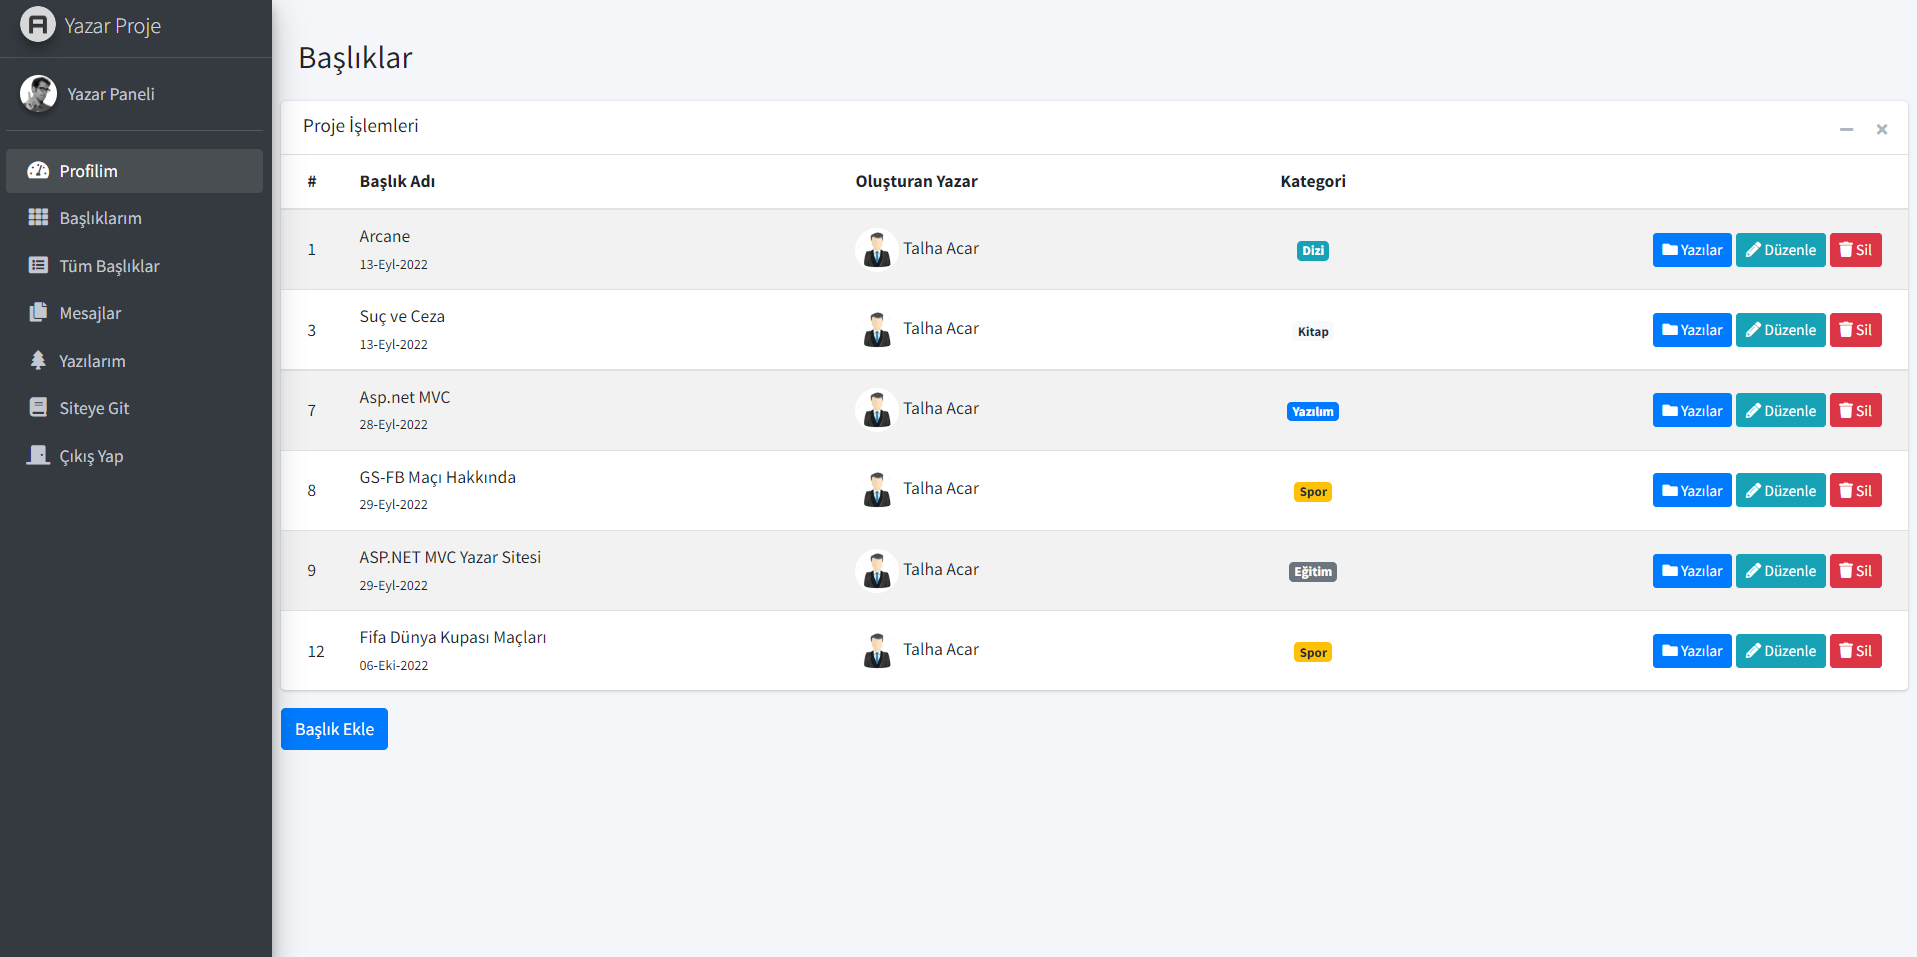 Yazar Proje
Yazar Paneli
Profilim
Başlıklarım
Tüm Başlıklar
Mesajlar
Yazılarım
Siteye Git
Çıkış Yap
Başlıklar
Proje İşlemleri
# Başlık Adı Oluşturan Yazar Kategori
1 Arcane 13-Eyl-2022 Talha Acar Dizi Yazılar Düzenle Sil
3 Suç ve Ceza 13-Eyl-2022 Talha Acar Kitap Yazılar Düzenle Sil
7 Asp.net MVC 28-Eyl-2022 Talha Acar Yazılım Yazılar Düzenle Sil
8 GS-FB Maçı Hakkında 29-Eyl-2022 Talha Acar Spor Yazılar Düzenle Sil
9 ASP.NET MVC Yazar Sitesi 29-Eyl-2022 Talha Acar Eğitim Yazılar Düzenle Sil
12 Fifa Dünya Kupası Maçları 06-Eki-2022 Talha Acar Spor Yazılar Düzenle Sil
Başlık Ekle